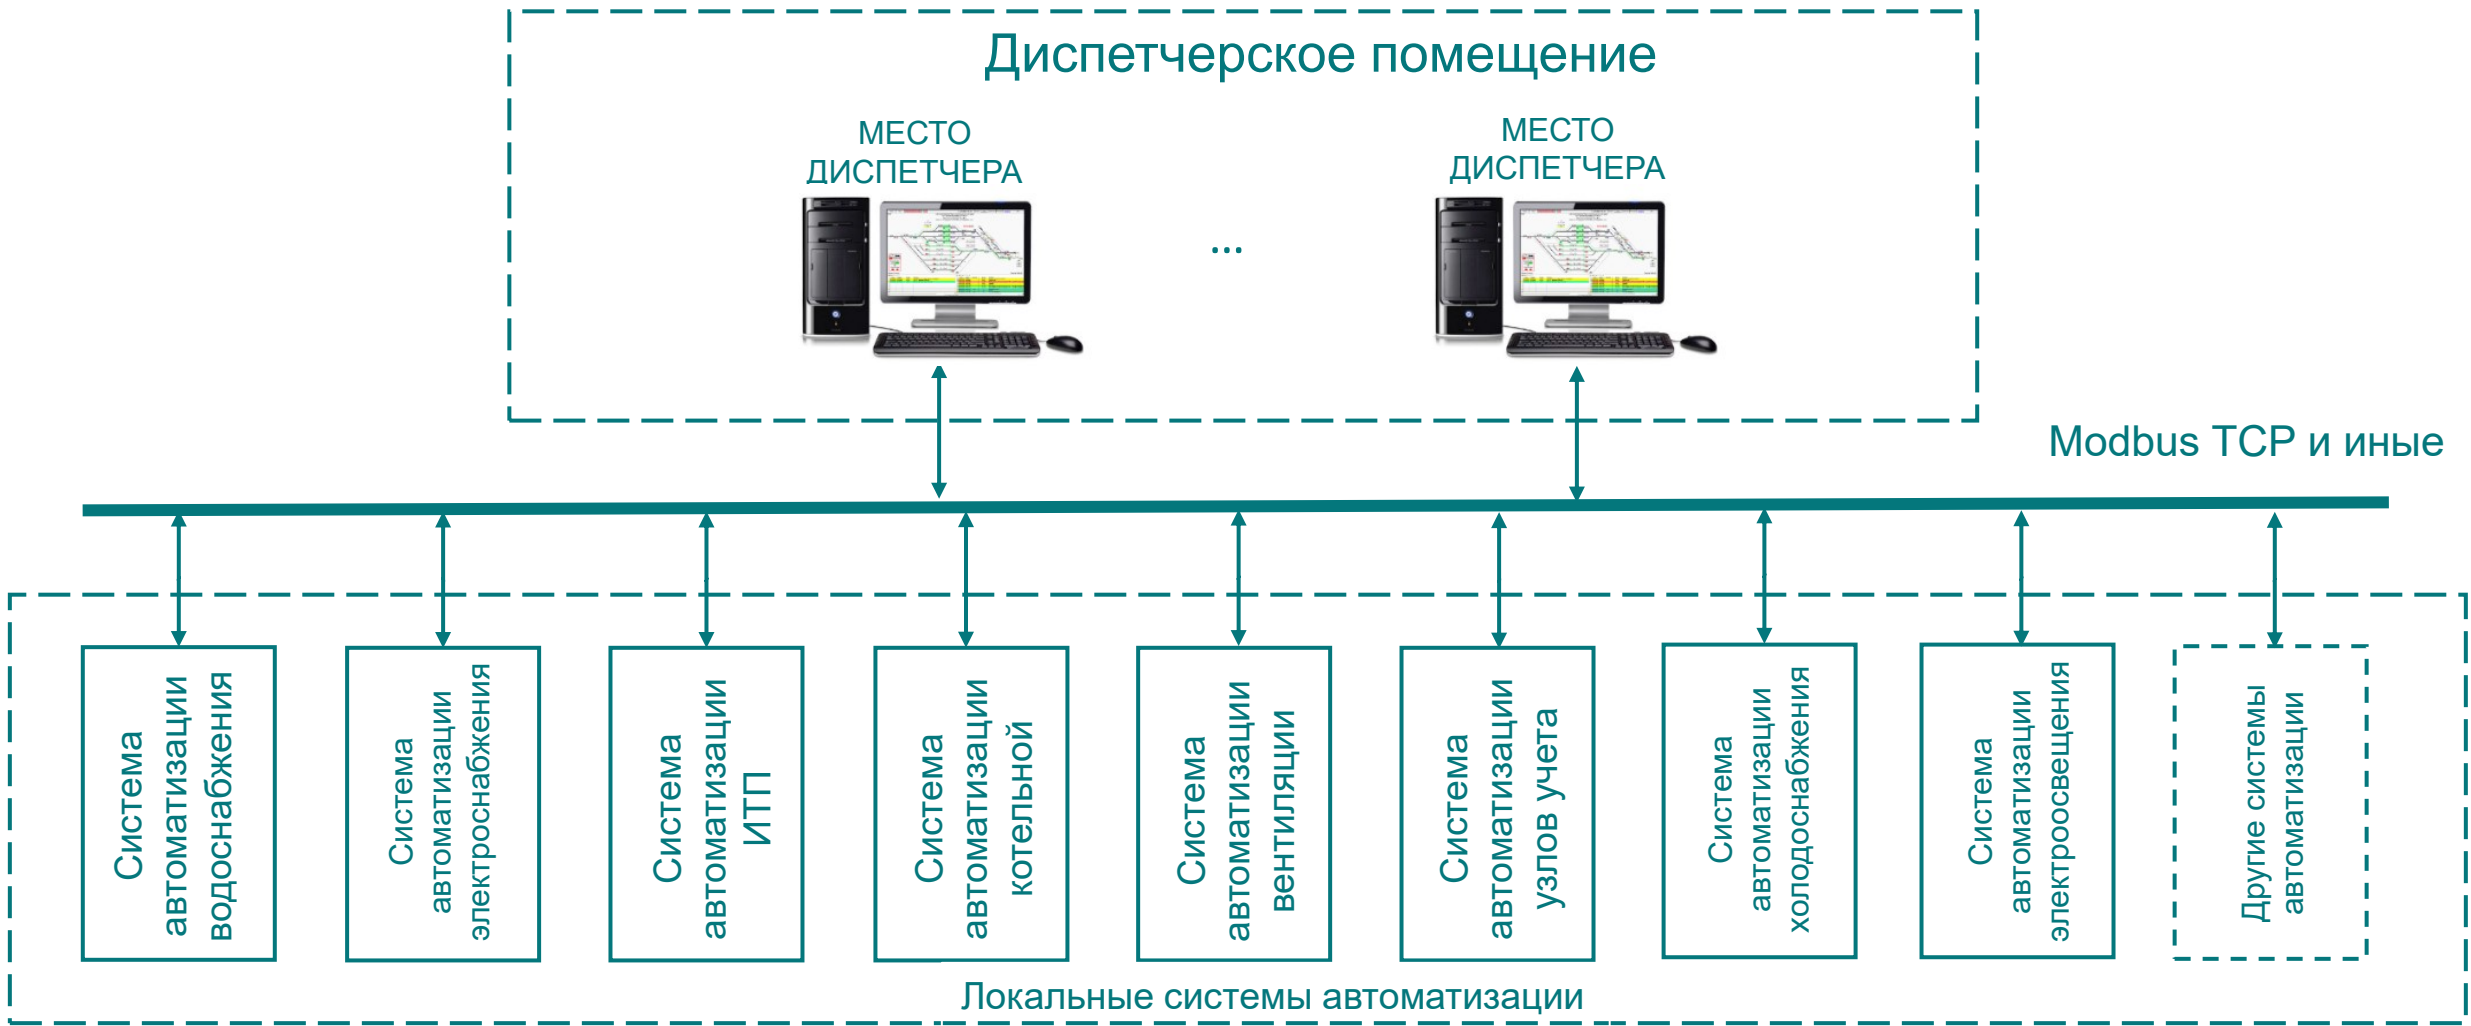 Диспетчерское помещение
МЕСТО
ДИСПЕТЧЕРА
МЕСТО
ДИСПЕТЧЕРА
...
Modbus TCP и иные
Система
автоматизации
водоснабжения
Система
автоматизации
электроснабжения
Система
автоматизации
ИТП
Система
автоматизации
котельной
Система
автоматизации
вентиляции
Система
автоматизации
узлов учета
Система
автоматизации
холодоснабжения
Система
автоматизации
электроосвещения
Другие системы
автоматизации
Локальные системы автоматизации